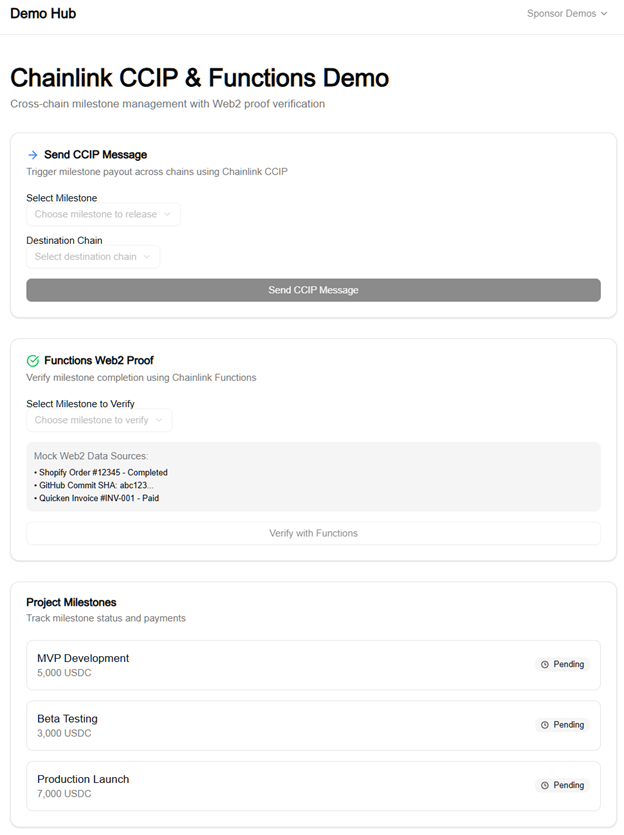 Demo Hub
Sponsor Demos
Chainlink CCIP & Functions Demo
Cross-chain milestone management with Web2 proof verification
Send CCIP Message
Trigger milestone payout across chains using Chainlink CCIP
Select Milestone
Choose milestone to release
Destination Chain
Select destination chain
Send CCIP Message
Functions Web2 Proof
Verify milestone completion using Chainlink Functions
Select Milestone to Verify
Choose milestone to verify
Mock Web2 Data Sources:
• Shopify Order #12345 - Completed
• GitHub Commit SHA: abc123...
• Quicken Invoice #INV-001 - Paid
Verify with Functions
Project Milestones
Track milestone status and payments
MVP Development
5,000 USDC
Pending
Beta Testing
3,000 USDC
Pending
Production Launch
7,000 USDC
Pending